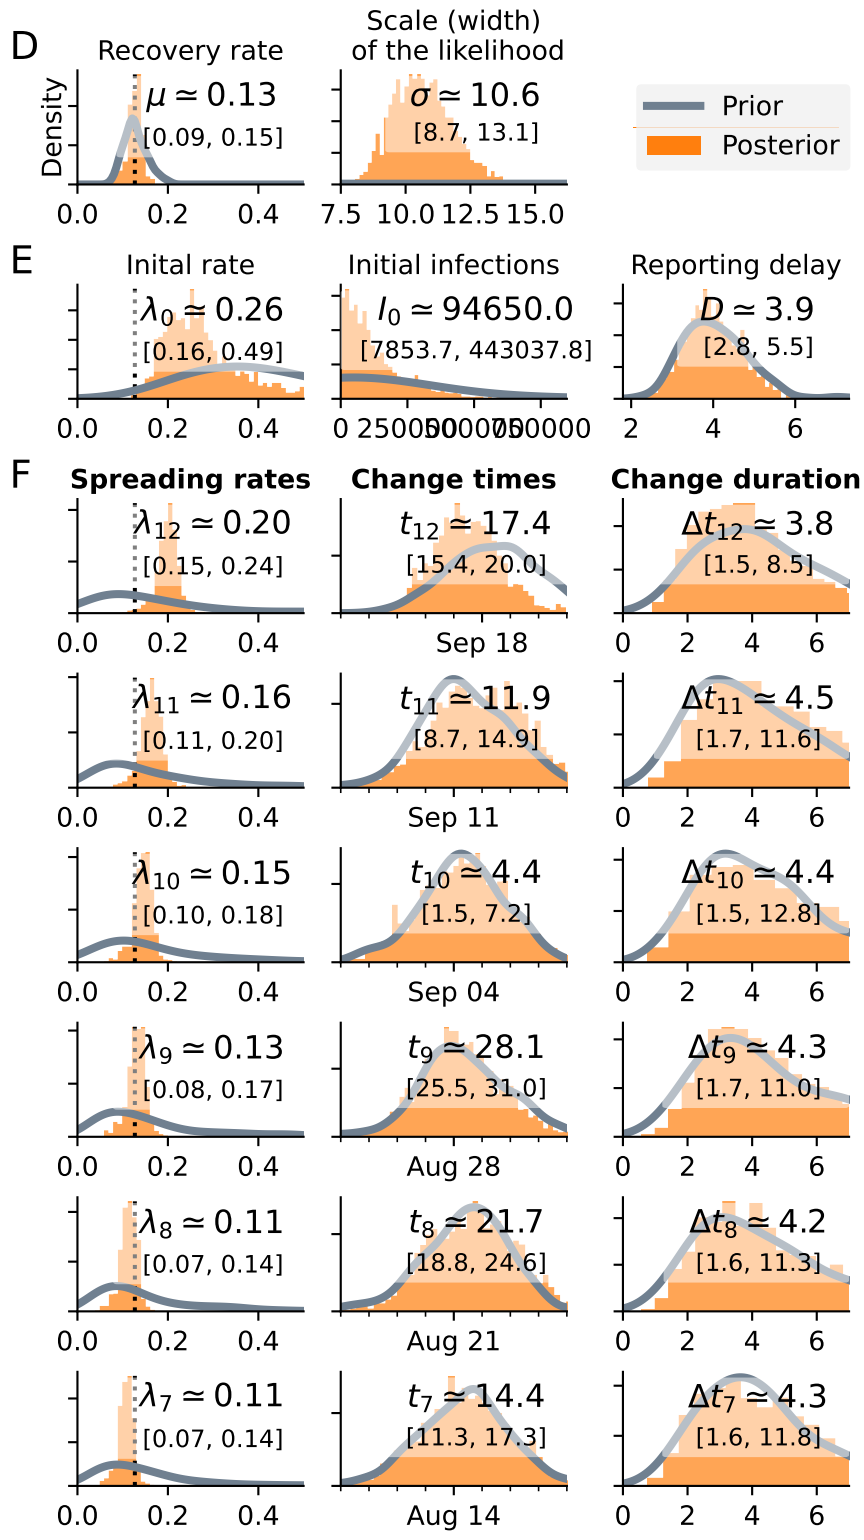 D
Recovery rate
Scale (width)
of the likelihood
Density
μ ≃ 0.13
[0.09, 0.15]
σ ≃ 10.6
[8.7, 13.1]
Prior
Posterior
0.0 0.2 0.4
7.5 10.0 12.5 15.0
E
Inital rate
Initial infections
Reporting delay
λ0 ≃ 0.26
[0.16, 0.49]
I0 ≃ 94650.0
[7853.7, 443037.8]
D ≃ 3.9
[2.8, 5.5]
0.0 0.2 0.4
0 250000 500000 750000
2 4 6
F
Spreading rates
Change times
Change duration
λ12 ≃ 0.20
[0.15, 0.24]
t12 ≃ 17.4
[15.4, 20.0]
Δt12 ≃ 3.8
[1.5, 8.5]
0.0 0.2 0.4
Sep 18
0 2 4 6
λ11 ≃ 0.16
[0.11, 0.20]
t11 ≃ 11.9
[8.7, 14.9]
Δt11 ≃ 4.5
[1.7, 11.6]
0.0 0.2 0.4
Sep 11
0 2 4 6
λ10 ≃ 0.15
[0.10, 0.18]
t10 ≃ 4.4
[1.5, 7.2]
Δt10 ≃ 4.4
[1.5, 12.8]
0.0 0.2 0.4
Sep 04
0 2 4 6
λ9 ≃ 0.13
[0.08, 0.17]
t9 ≃ 28.1
[25.5, 31.0]
Δt9 ≃ 4.3
[1.7, 11.0]
0.0 0.2 0.4
Aug 28
0 2 4 6
λ8 ≃ 0.11
[0.07, 0.14]
t8 ≃ 21.7
[18.8, 24.6]
Δt8 ≃ 4.2
[1.6, 11.3]
0.0 0.2 0.4
Aug 21
0 2 4 6
λ7 ≃ 0.11
[0.07, 0.14]
t7 ≃ 14.4
[11.3, 17.3]
Δt7 ≃ 4.3
[1.6, 11.8]
0.0 0.2 0.4
Aug 14
0 2 4 6